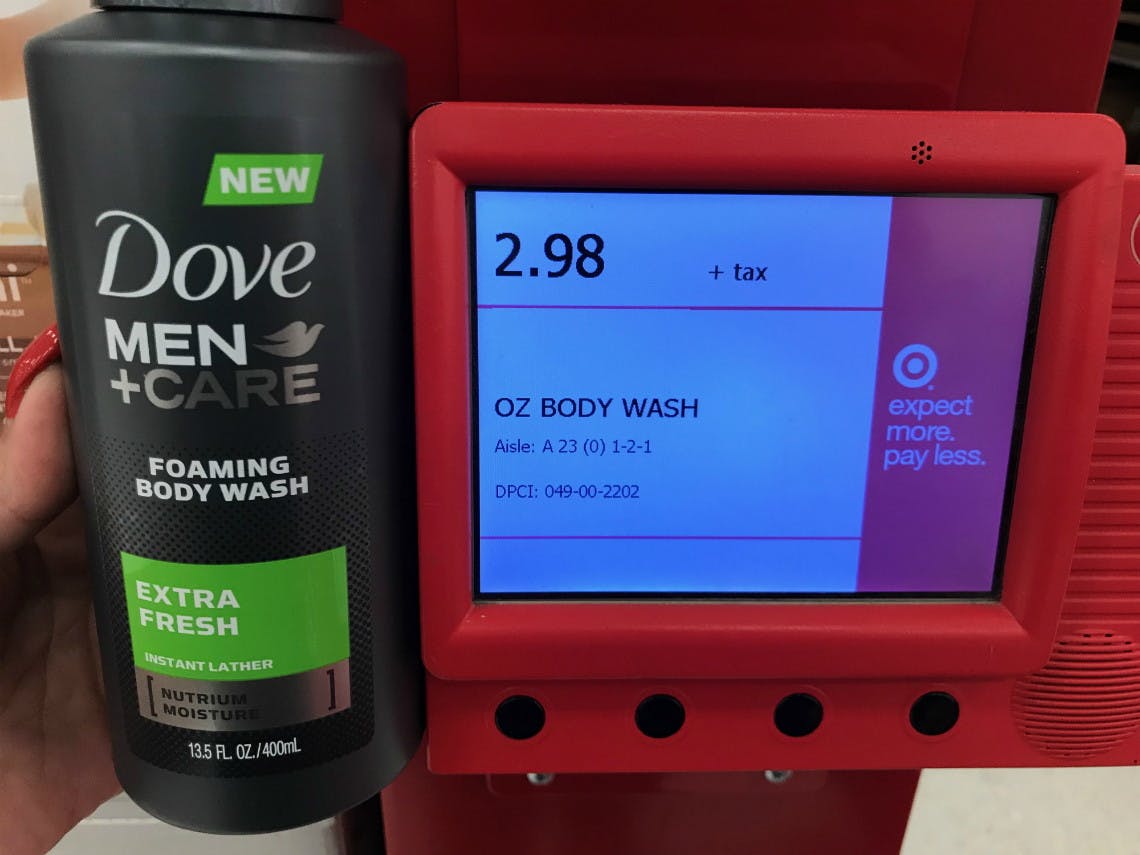 NEW
Dove
MEN
+CARE
FOAMING
BODY WASH
EXTRA
FRESH
INSTANT LATHER
NUTRIUM
MOISTURE
13.5 FL. OZ./400mL
2.98
+ tax
OZ BODY WASH
Aisle: A 23 (0) 1-2-1
DPCI: 049-00-2202
expect
more.
pay less.